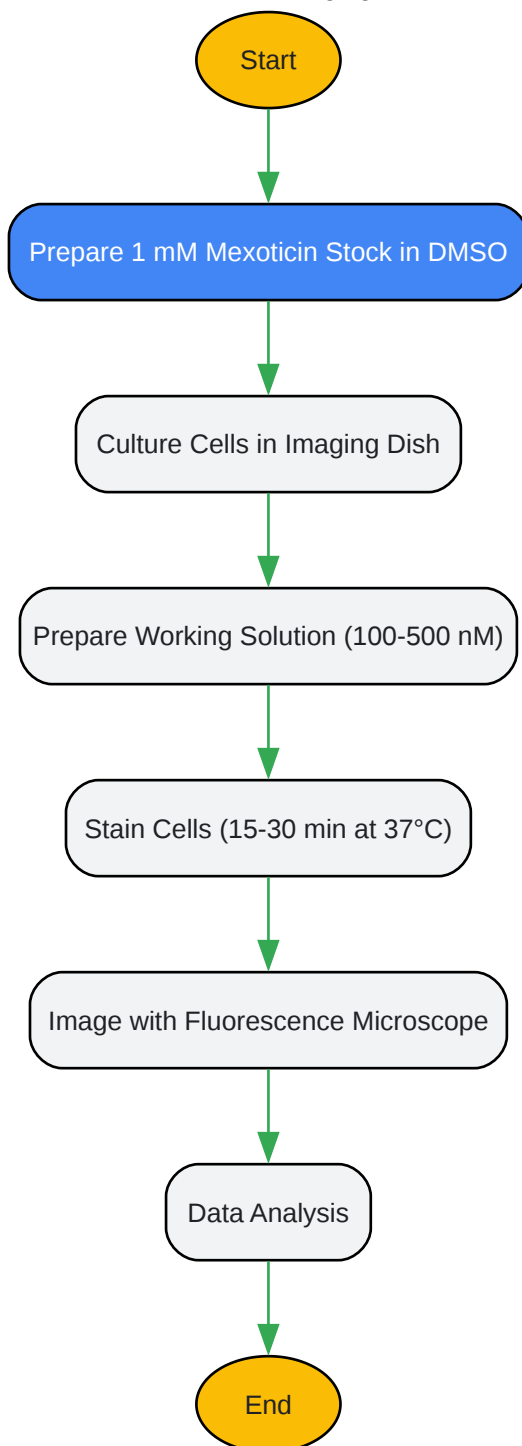 Start
Prepare 1 mM Mexoticin Stock in DMSO
Culture Cells in Imaging Dish
Prepare Working Solution (100-500 nM)
Stain Cells (15-30 min at 37°C)
Image with Fluorescence Microscope
Data Analysis
End